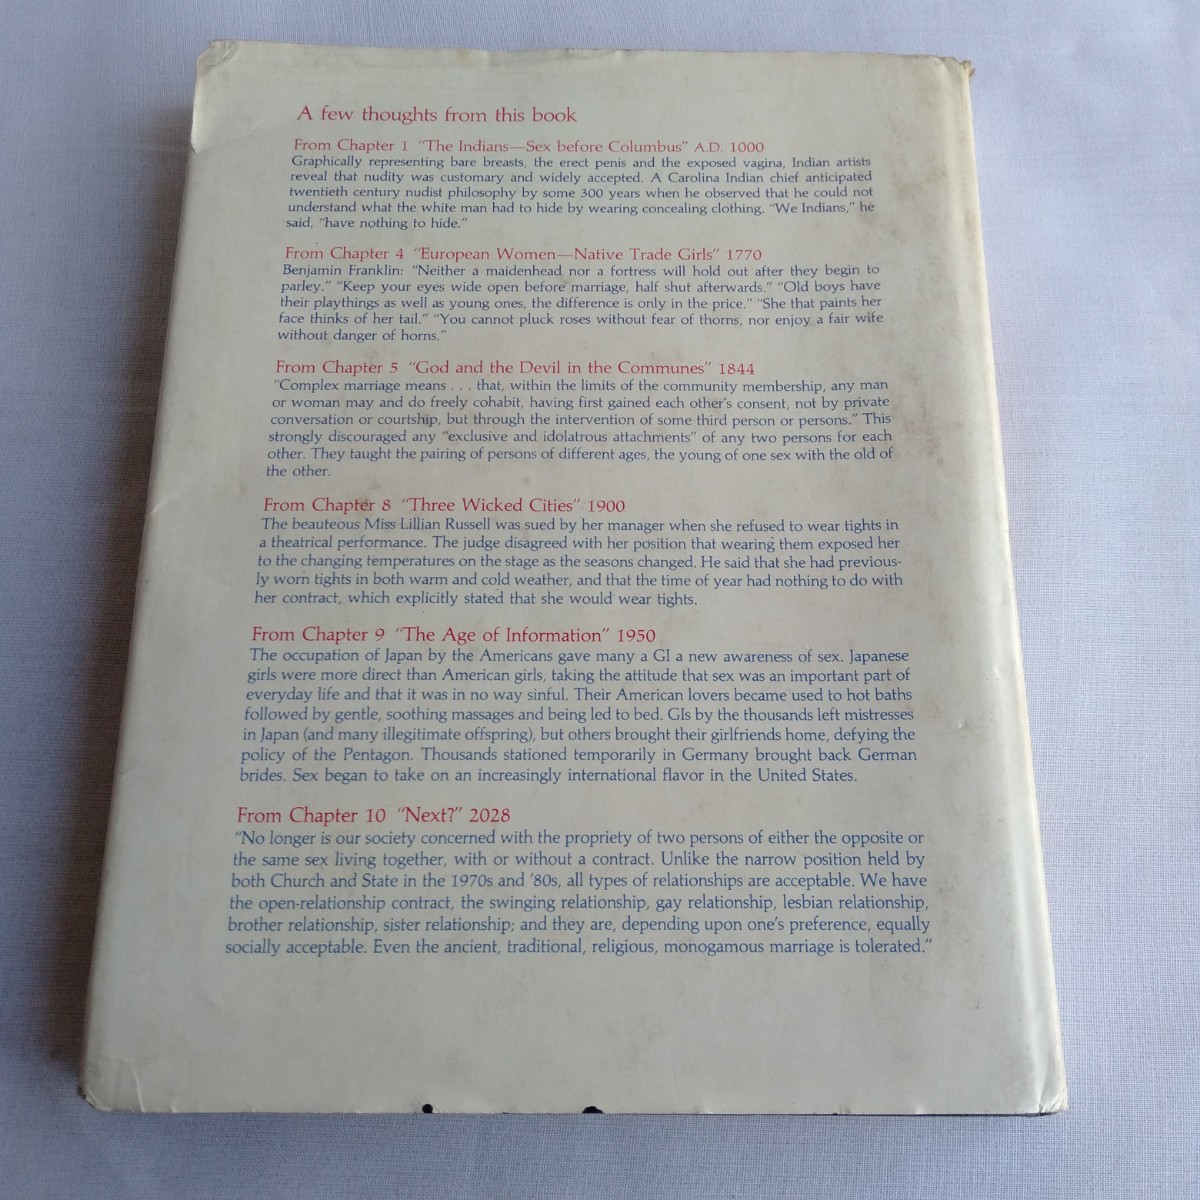 A few thoughts from this book
From Chapter 1 "The Indians—Sex before Columbus" A.D. 1000
Graphically representing bare breasts, the erect penis and the exposed vagina, Indian artists
reveal that nudity was customary and widely accepted. A Carolina Indian chief anticipated
twentieth century nudist philosophy by some 300 years when he observed that he could not
understand what the white man had to hide by wearing concealing clothing. "We Indians," he
said, "have nothing to hide."
From Chapter 4 "European Women—Native Trade Girls" 1770
Benjamin Franklin: "Neither a maidenhead nor a fortress will hold out after they begin to
parley." "Keep your eyes wide open before marriage, half shut afterwards." "Old boys have
their playthings as well as young ones, the difference is only in the price." "She that paints her
face thinks of her tail." "You cannot pluck roses without fear of thorns, nor enjoy a fair wife
without danger of horns."
From Chapter 5 "God and the Devil in the Communes" 1844
"Complex marriage means . . . that, within the limits of the community membership, any man
or woman may and do freely cohabit, having first gained each other's consent, not by private
conversation or courtship, but through the intervention of some third person or persons." This
strongly discouraged any "exclusive and idolatrous attachments" of any two persons for each
other. They taught the pairing of persons of different ages, the young of one sex with the old of
the other.
From Chapter 8 "Three Wicked Cities" 1900
The beauteous Miss Lillian Russell was sued by her manager when she refused to wear tights in
a theatrical performance. The judge disagreed with her position that wearing them exposed her
to the changing temperatures on the stage as the seasons changed. He said that she had previous-
ly worn tights in both warm and cold weather, and that the time of year had nothing to do with
her contract, which explicitly stated that she would wear tights.
From Chapter 9 "The Age of Information" 1950
The occupation of Japan by the Americans gave many a GI a new awareness of sex. Japanese
girls were more direct than American girls, taking the attitude that sex was an important part of
everyday life and that it was in no way sinful. Their American lovers became used to hot baths
followed by gentle, soothing massages and being led to bed. GIs by the thousands left mistresses
in Japan (and many illegitimate offspring), but others brought their girlfriends home, defying the
policy of the Pentagon. Thousands stationed temporarily in Germany brought back German
brides. Sex began to take on an increasingly international flavor in the United States.
From Chapter 10 "Next?" 2028
"No longer is our society concerned with the propriety of two persons of either the opposite or
the same sex living together, with or without a contract. Unlike the narrow position held by
both Church and State in the 1970s and '80s, all types of relationships are acceptable. We have
the open-relationship contract, the swinging relationship, gay relationship, lesbian relationship,
brother relationship, sister relationship; and they are, depending upon one's preference, equally
socially acceptable. Even the ancient, traditional, religious, monogamous marriage is tolerated."